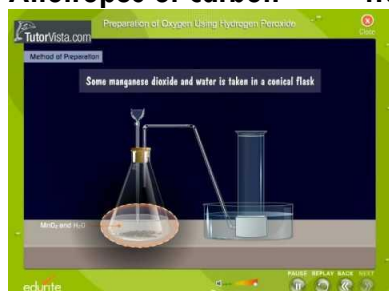 Allotropes of carbon
Preparation of Oxygen Using Hydrogen Peroxide
Close
TutorVista.com
Method of Preparation
Some manganese dioxide and water is taken in a conical flask
MnO₂ and H₂O
PAUSE REPLAY BACK NEXT
edurite